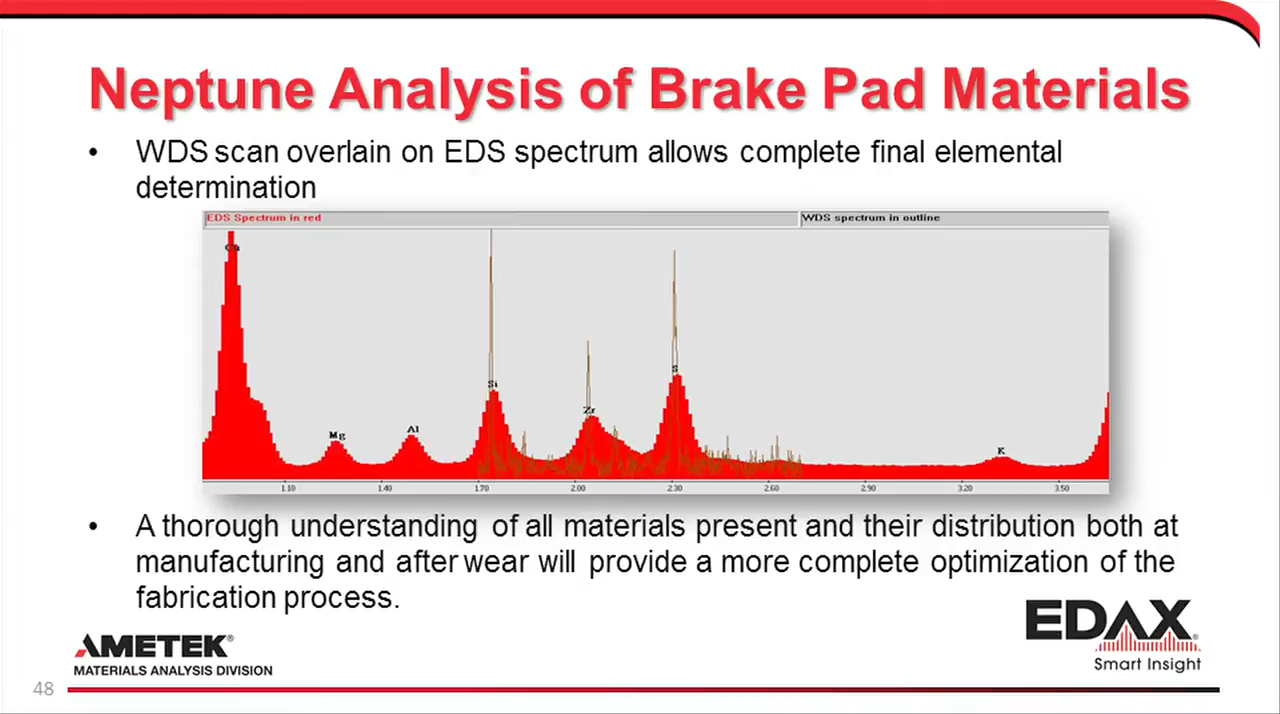 Neptune Analysis of Brake Pad Materials
• WDS scan overlain on EDS spectrum allows complete final elemental
determination
EDS Spectrum in red
WDS spectrum in outline
Mg
Al
Si
Zr
S
K
1.10 1.40 1.70 2.00 2.30 2.60 2.90 3.20 3.50
• A thorough understanding of all materials present and their distribution both at
manufacturing and after wear will provide a more complete optimization of the
fabrication process.
AMETEK®
MATERIALS ANALYSIS DIVISION
EDAX®
Smart Insight
48